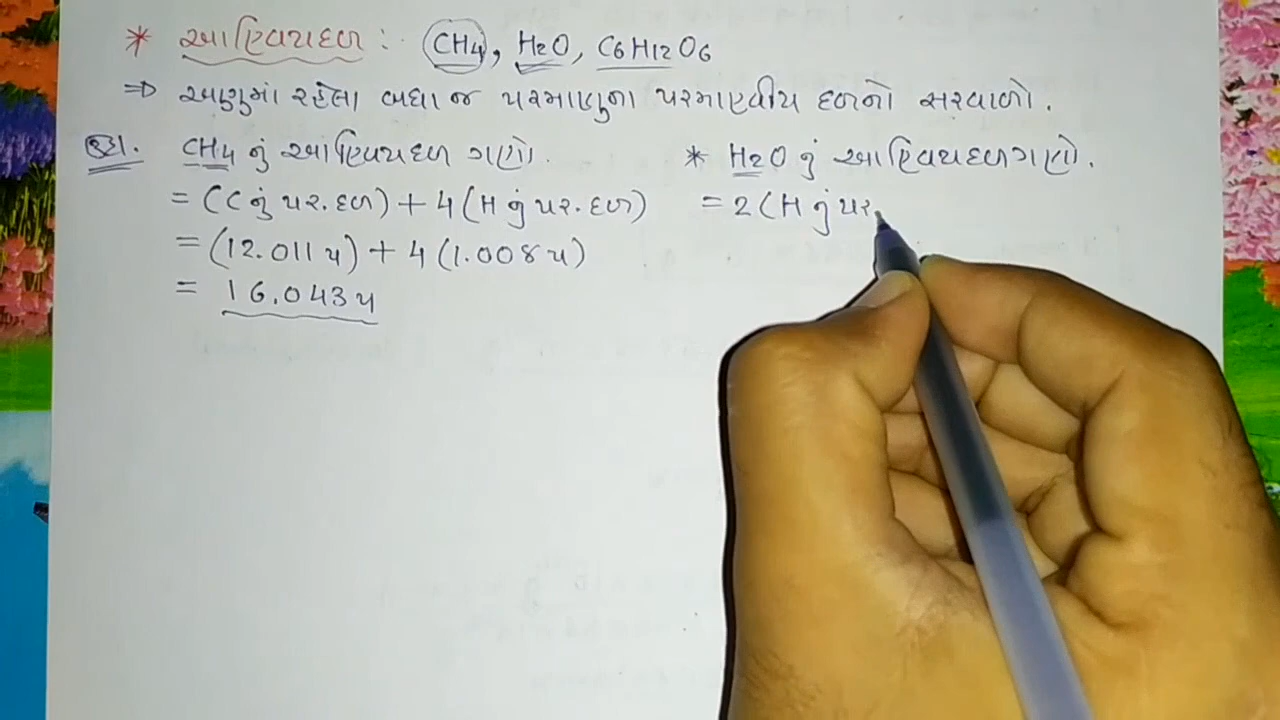 * આણ્વિયદળ : CH4, H2O, C6H12O6
⇒ અણુમાં રહેલા બધા જ પરમાણુના પરમાણ્વીય દળનો સરવાળો.
ઉદા. CH4 નું આણ્વિયદળ ગણો.
= (C નું પર. દળ) + 4 (H નું પર. દળ)
= (12.011 u) + 4 (1.008 u)
= 16.043 u
* H2O નું આણ્વિયદળ ગણો.
= 2 (H નું પર